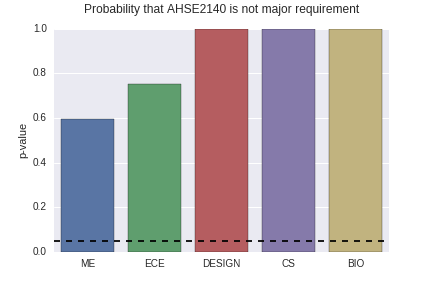 Probability that AHSE2140 is not major requirement
1.0
0.8
0.6
0.4
0.2
0.0
p-value
ME ECE DESIGN CS BIO